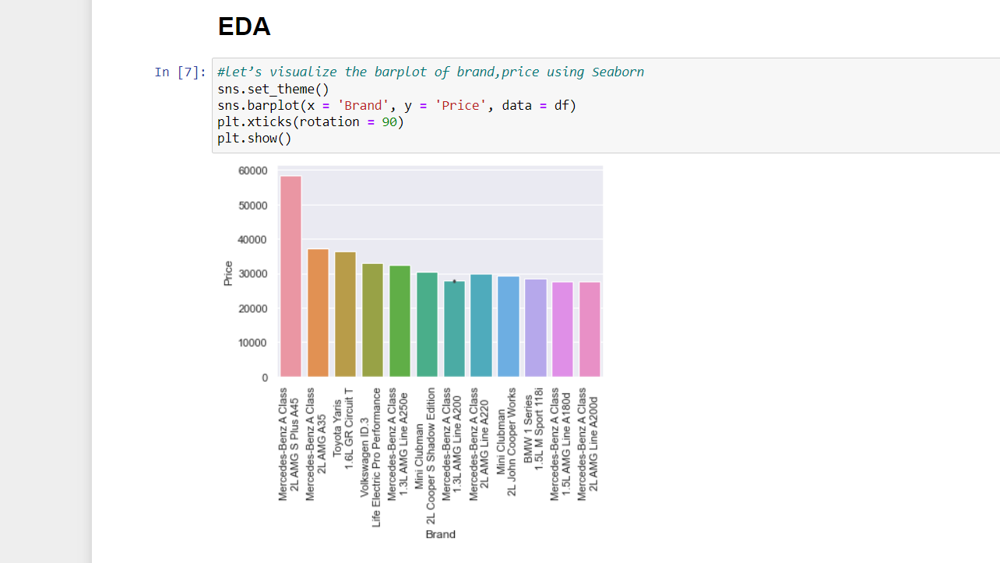 EDA
In [7]:
#let’s visualize the barplot of brand,price using Seaborn
sns.set_theme()
sns.barplot(x = 'Brand', y = 'Price', data = df)
plt.xticks(rotation = 90)
plt.show()
60000
50000
40000
30000
20000
10000
0
Price
Mercedes-Benz A Class
2L AMG S Plus A45
Mercedes-Benz A Class
2L AMG A35
Toyota Yaris
1.6L GR Circuit T
Volkswagen ID.3
Life Electric Pro Performance
Mercedes-Benz A Class
1.3L AMG Line A250e
Mini Clubman
2L Cooper S Shadow Edition
Mercedes-Benz A Class
1.3L AMG Line A200
Mercedes-Benz A Class
2L AMG Line A220
Mini Clubman
2L John Cooper Works
BMW 1 Series
1.5L M Sport 118i
Mercedes-Benz A Class
1.5L AMG Line A180d
Mercedes-Benz A Class
2L AMG Line A200d
Brand